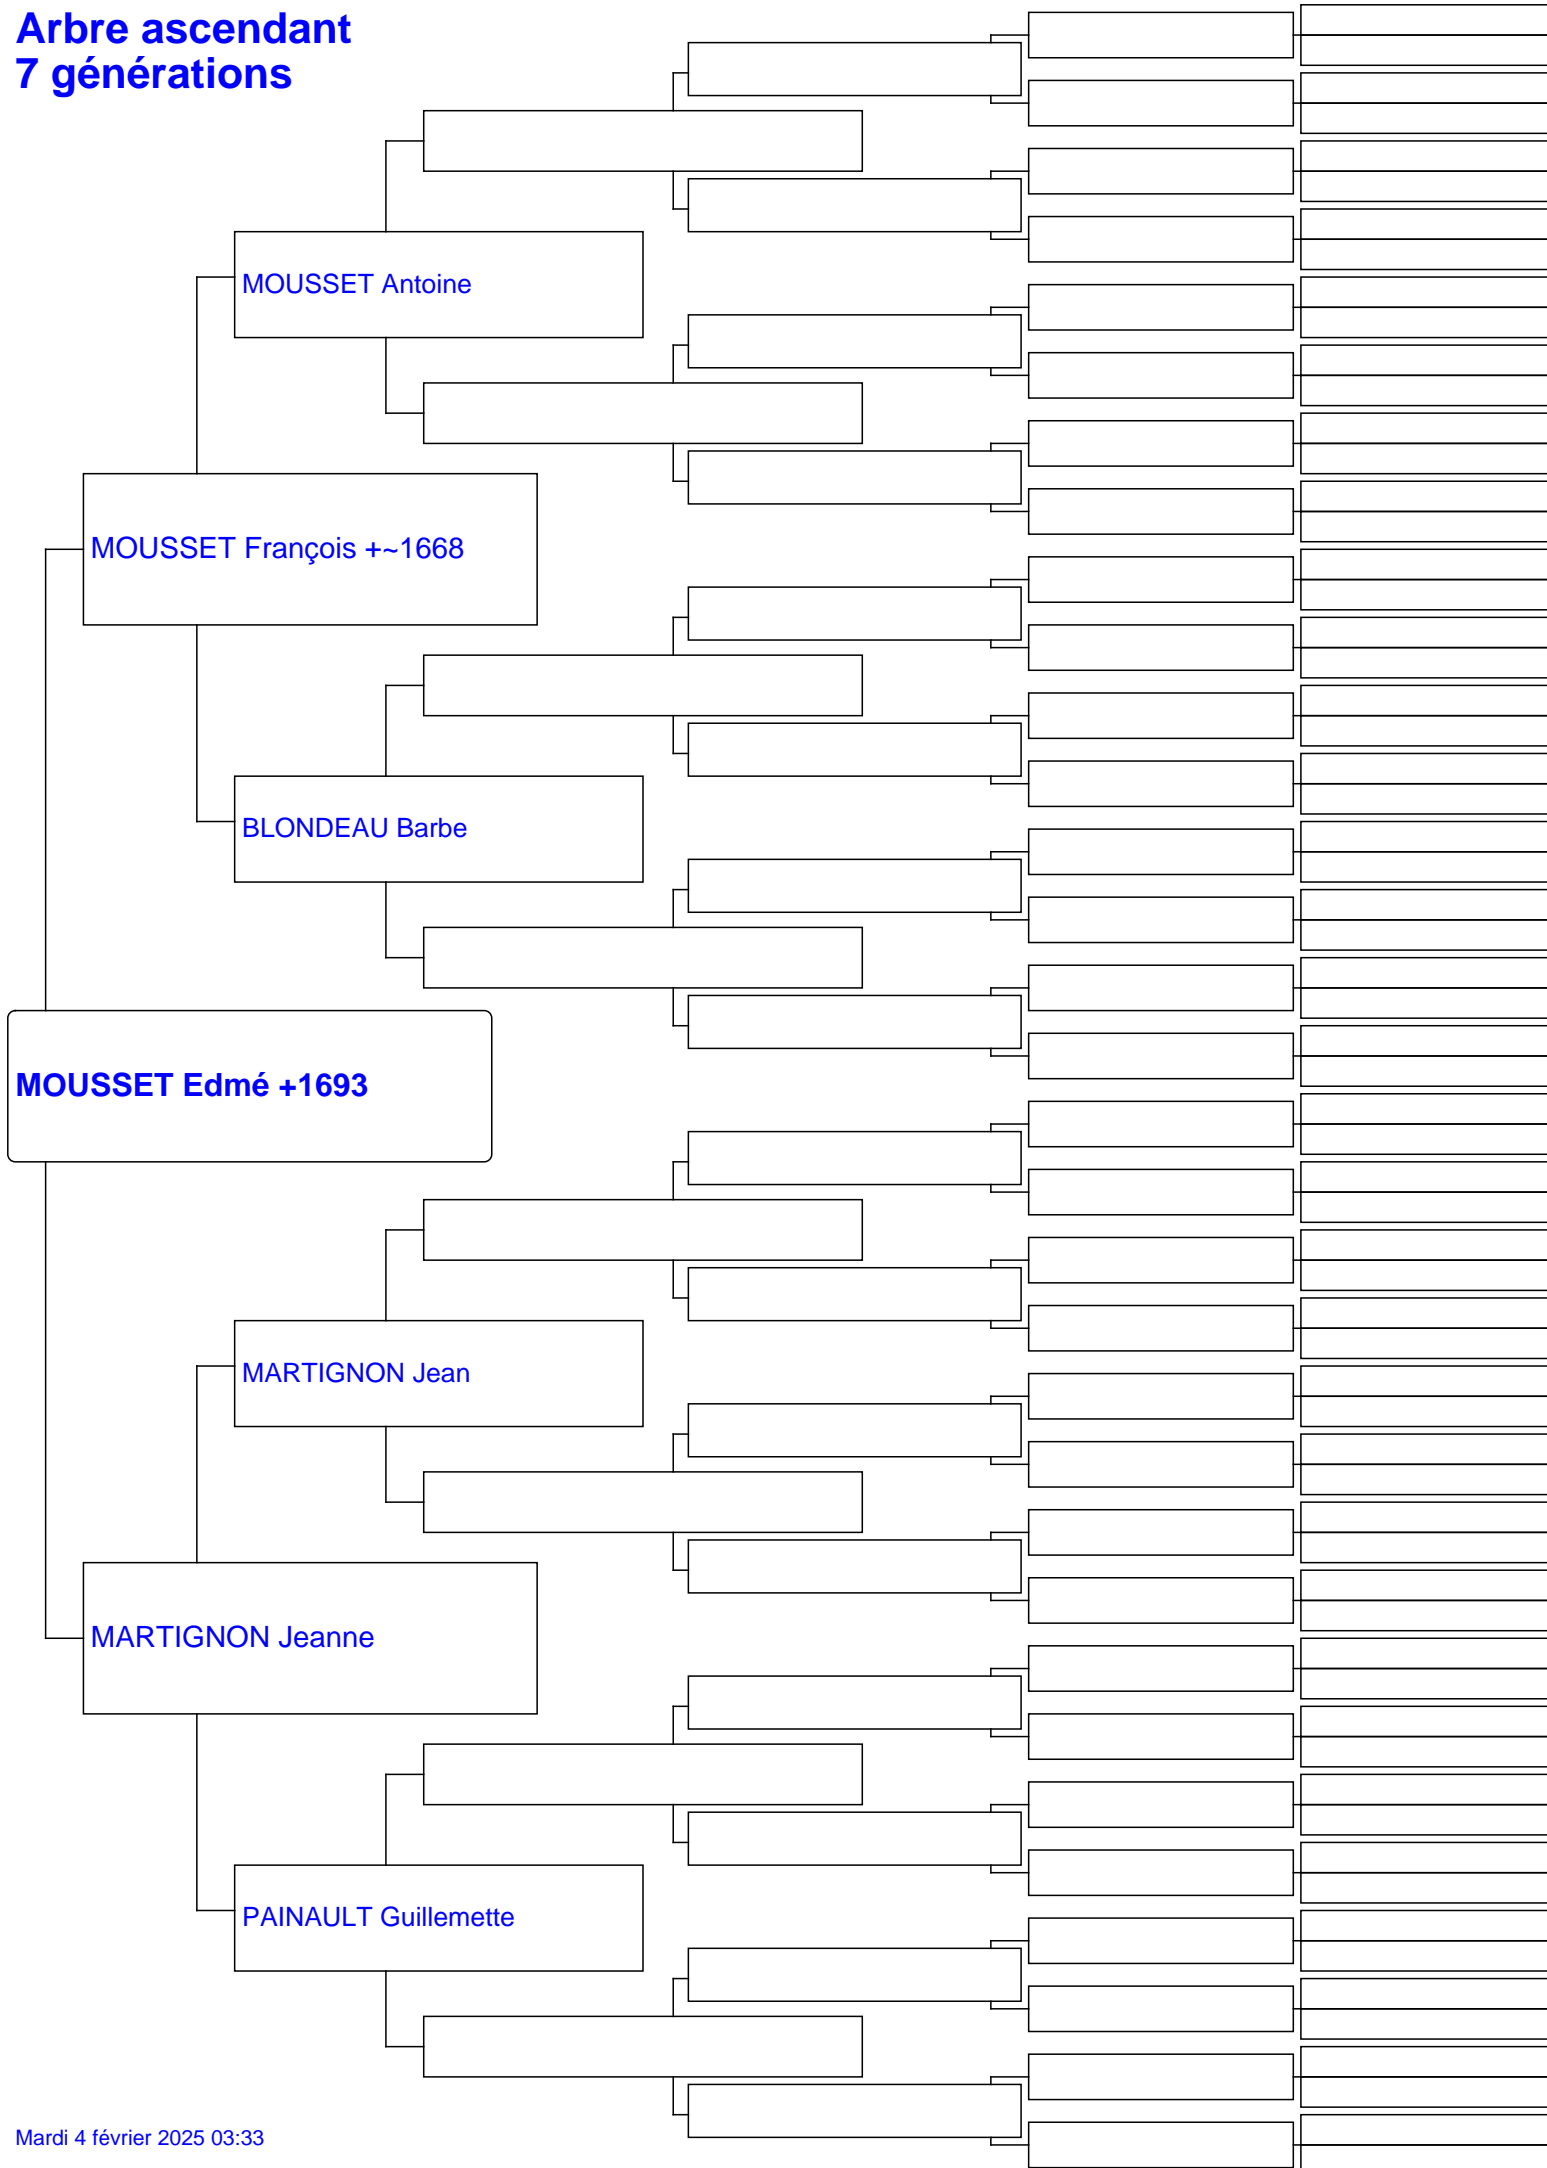 Arbre ascendant
7 générations
MOUSSET Antoine
MOUSSET François +~1668
BLONDEAU Barbe
MOUSSET Edmé +1693
MARTIGNON Jean
MARTIGNON Jeanne
PAINAULT Guillemette
Mardi 4 février 2025 03:33